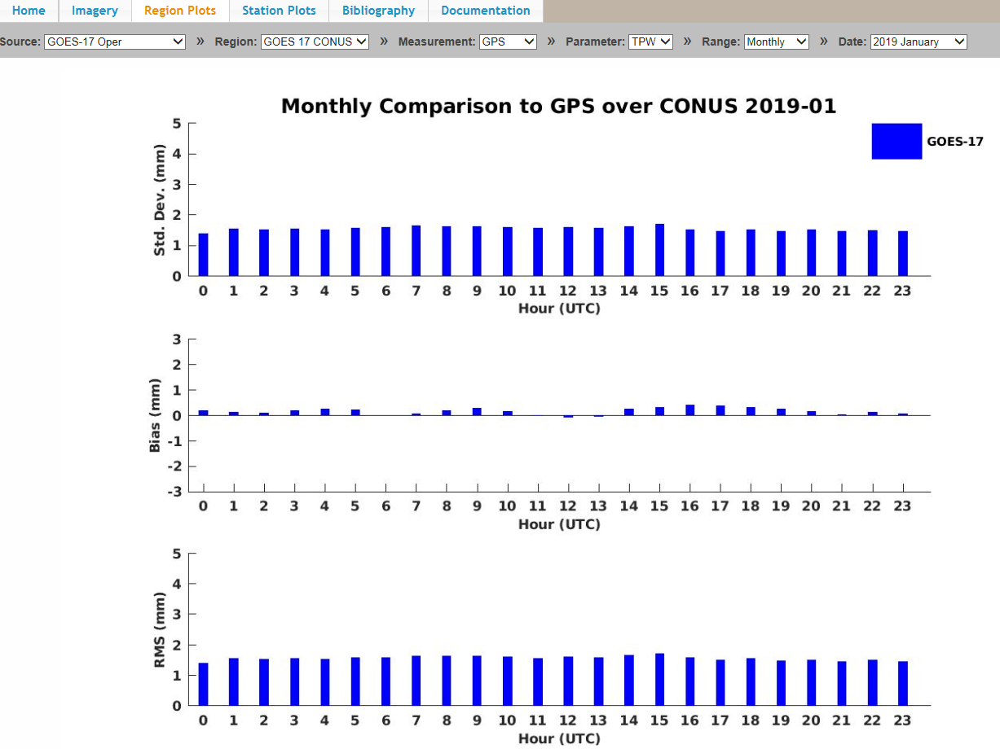 Home Imagery Region Plots Station Plots Bibliography Documentation
Source: GOES-17 Oper » Region: GOES 17 CONUS » Measurement: GPS » Parameter: TPW » Range: Monthly » Date: 2019 January
Monthly Comparison to GPS over CONUS 2019-01
GOES-17
Std. Dev. (mm)
5
4
3
2
1
0
0 1 2 3 4 5 6 7 8 9 10 11 12 13 14 15 16 17 18 19 20 21 22 23
Hour (UTC)
Bias (mm)
3
2
1
0
-1
-2
-3
0 1 2 3 4 5 6 7 8 9 10 11 12 13 14 15 16 17 18 19 20 21 22 23
Hour (UTC)
RMS (mm)
5
4
3
2
1
0
0 1 2 3 4 5 6 7 8 9 10 11 12 13 14 15 16 17 18 19 20 21 22 23
Hour (UTC)